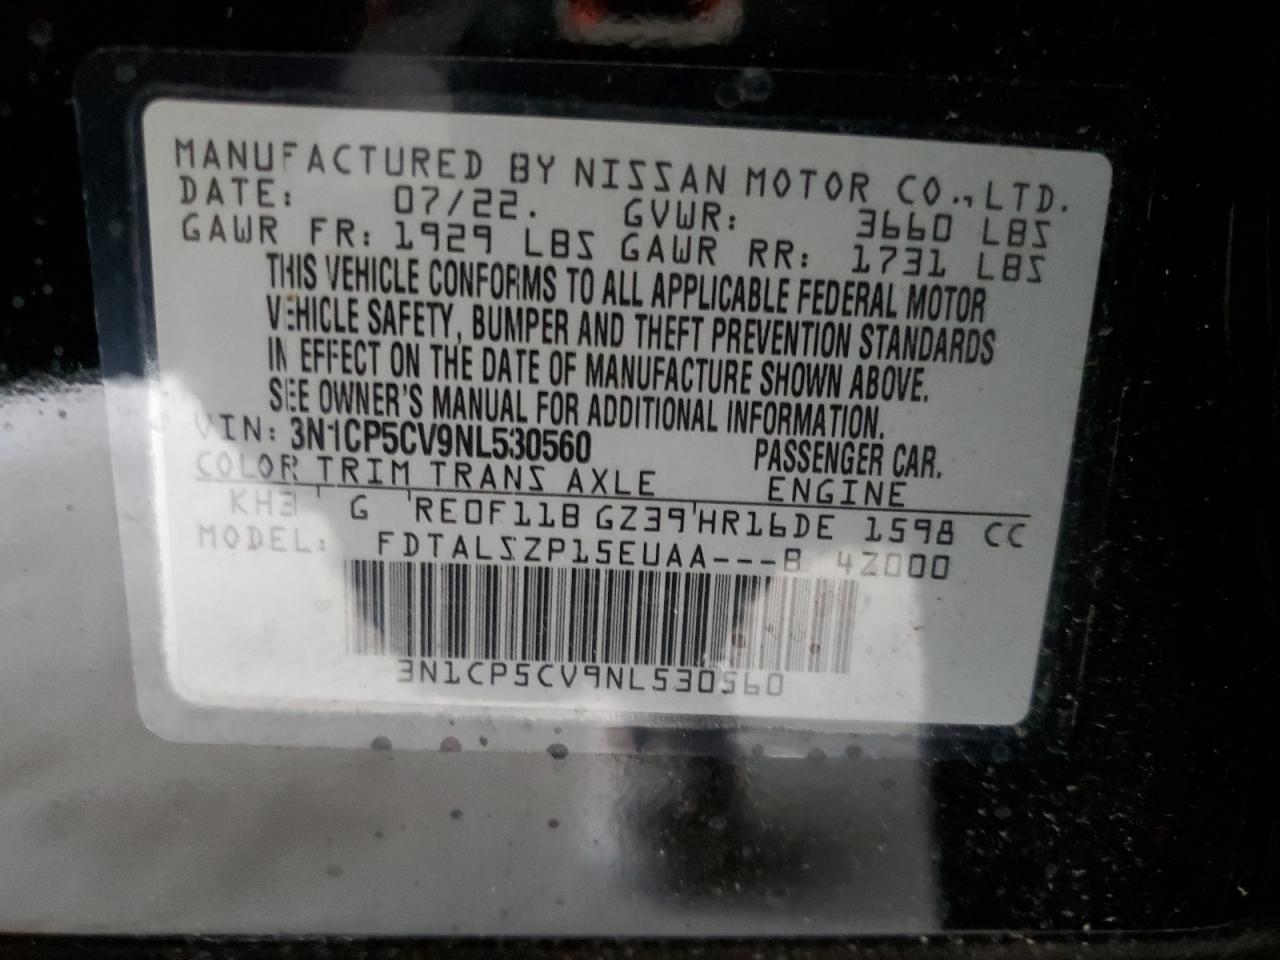 MANUFACTURED BY NISSAN MOTOR CO., LTD.
DATE: 07/22. GVWR: 3660 LBS
GAWR FR: 1929 LBS GAWR RR: 1731 LBS
THIS VEHICLE CONFORMS TO ALL APPLICABLE FEDERAL MOTOR
VEHICLE SAFETY, BUMPER AND THEFT PREVENTION STANDARDS
IN EFFECT ON THE DATE OF MANUFACTURE SHOWN ABOVE.
SEE OWNER'S MANUAL FOR ADDITIONAL INFORMATION.
VIN: 3N1CP5CV9NL530560 PASSENGER CAR.
COLOR TRIM TRANS AXLE ENGINE
KH3 G RE0F11B GZ39 HR16DE 1598 CC
MODEL: FDTALSZP15EUAA---B 4Z000
3N1CP5CV9NL530560